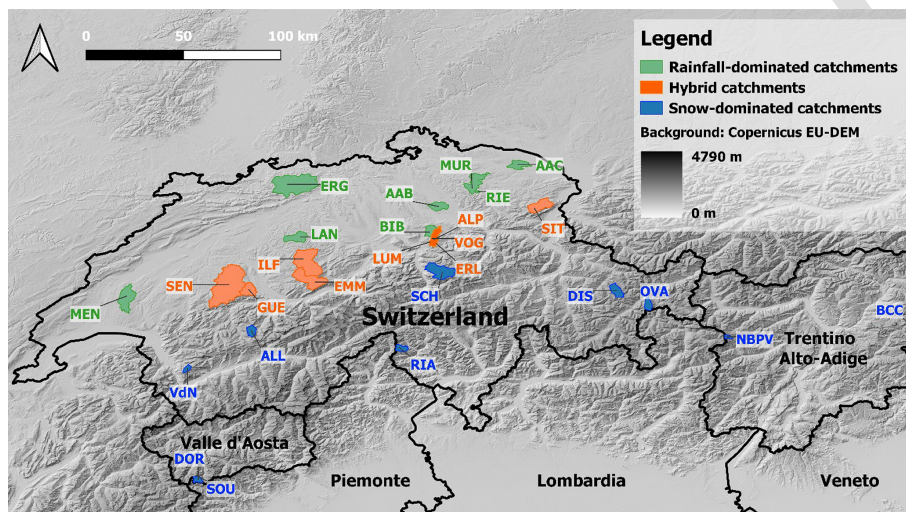 0 50 100 km
Legend
Rainfall-dominated catchments
Hybrid catchments
Snow-dominated catchments
Background: Copernicus EU-DEM
4790 m
0 m
MUR
AAC
ERG
AAB
RIE
ALP
BIB
SIT
LAN
VOG
LUM
ILF
ERL
SEN
EMM
SCH
DIS
OVA
GUE
MEN
BCC
Switzerland
NBPV
Trentino
Alto-Adige
ALL
RIA
VdN
Valle d'Aosta
DOR
SOU
Piemonte
Lombardia
Veneto